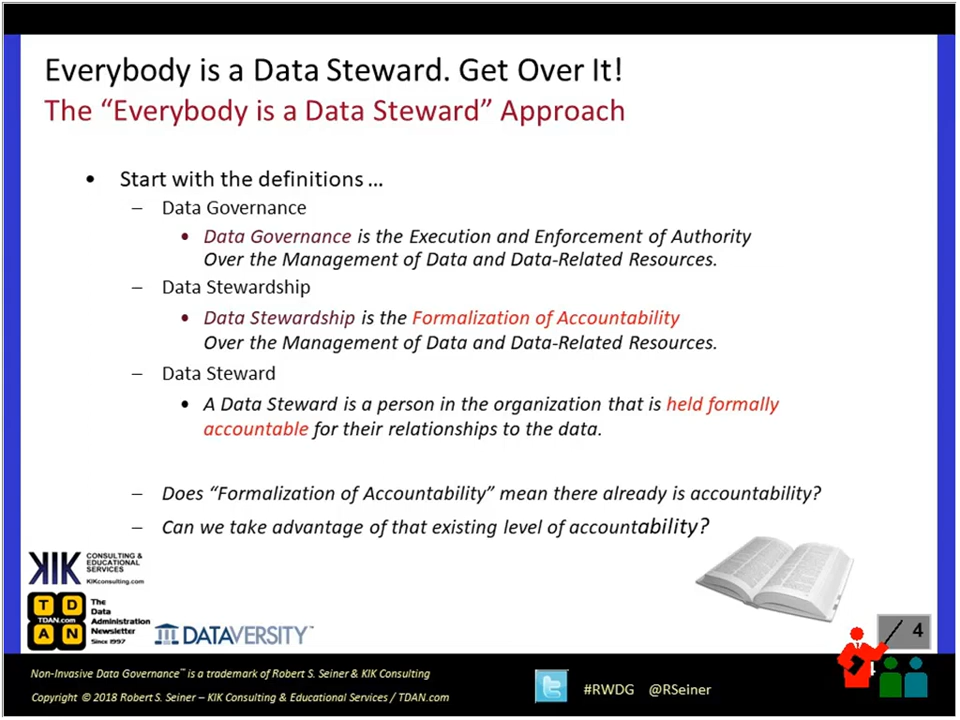 Everybody is a Data Steward. Get Over It!
The “Everybody is a Data Steward” Approach
• Start with the definitions ...
– Data Governance
• Data Governance is the Execution and Enforcement of Authority
Over the Management of Data and Data-Related Resources.
– Data Stewardship
• Data Stewardship is the Formalization of Accountability
Over the Management of Data and Data-Related Resources.
– Data Steward
• A Data Steward is a person in the organization that is held formally
accountable for their relationships to the data.
– Does “Formalization of Accountability” mean there already is accountability?
– Can we take advantage of that existing level of accountability?
KIK CONSULTING &
EDUCATIONAL
SERVICES
KIKconsulting.com
T D
TDAN.com
A N
The
Data
Administration
Newsletter
Since 1997
DATAVERSITY™
4
4
Non-Invasive Data Governance™ is a trademark of Robert S. Seiner & KIK Consulting
Copyright © 2018 Robert S. Seiner – KIK Consulting & Educational Services / TDAN.com
#RWDG @RSeiner